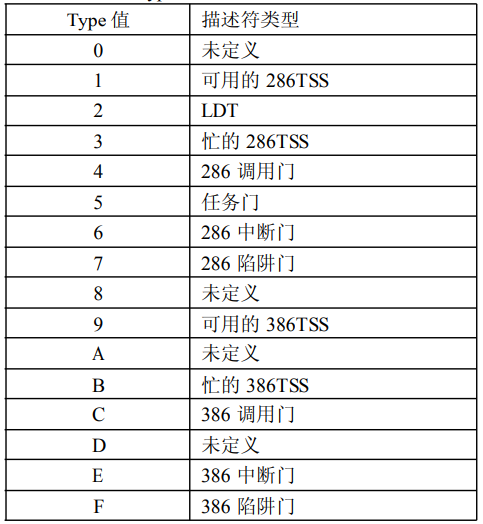 Type 值 描述符类型
0 未定义
1 可用的 286TSS
2 LDT
3 忙的 286TSS
4 286 调用门
5 任务门
6 286 中断门
7 286 陷阱门
8 未定义
9 可用的 386TSS
A 未定义
B 忙的 386TSS
C 386 调用门
D 未定义
E 386 中断门
F 386 陷阱门